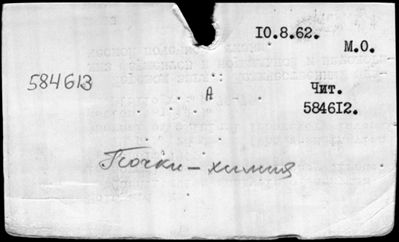 10.8.62.
М.О.
584613
А
Чит.
584612.
Почки - химия